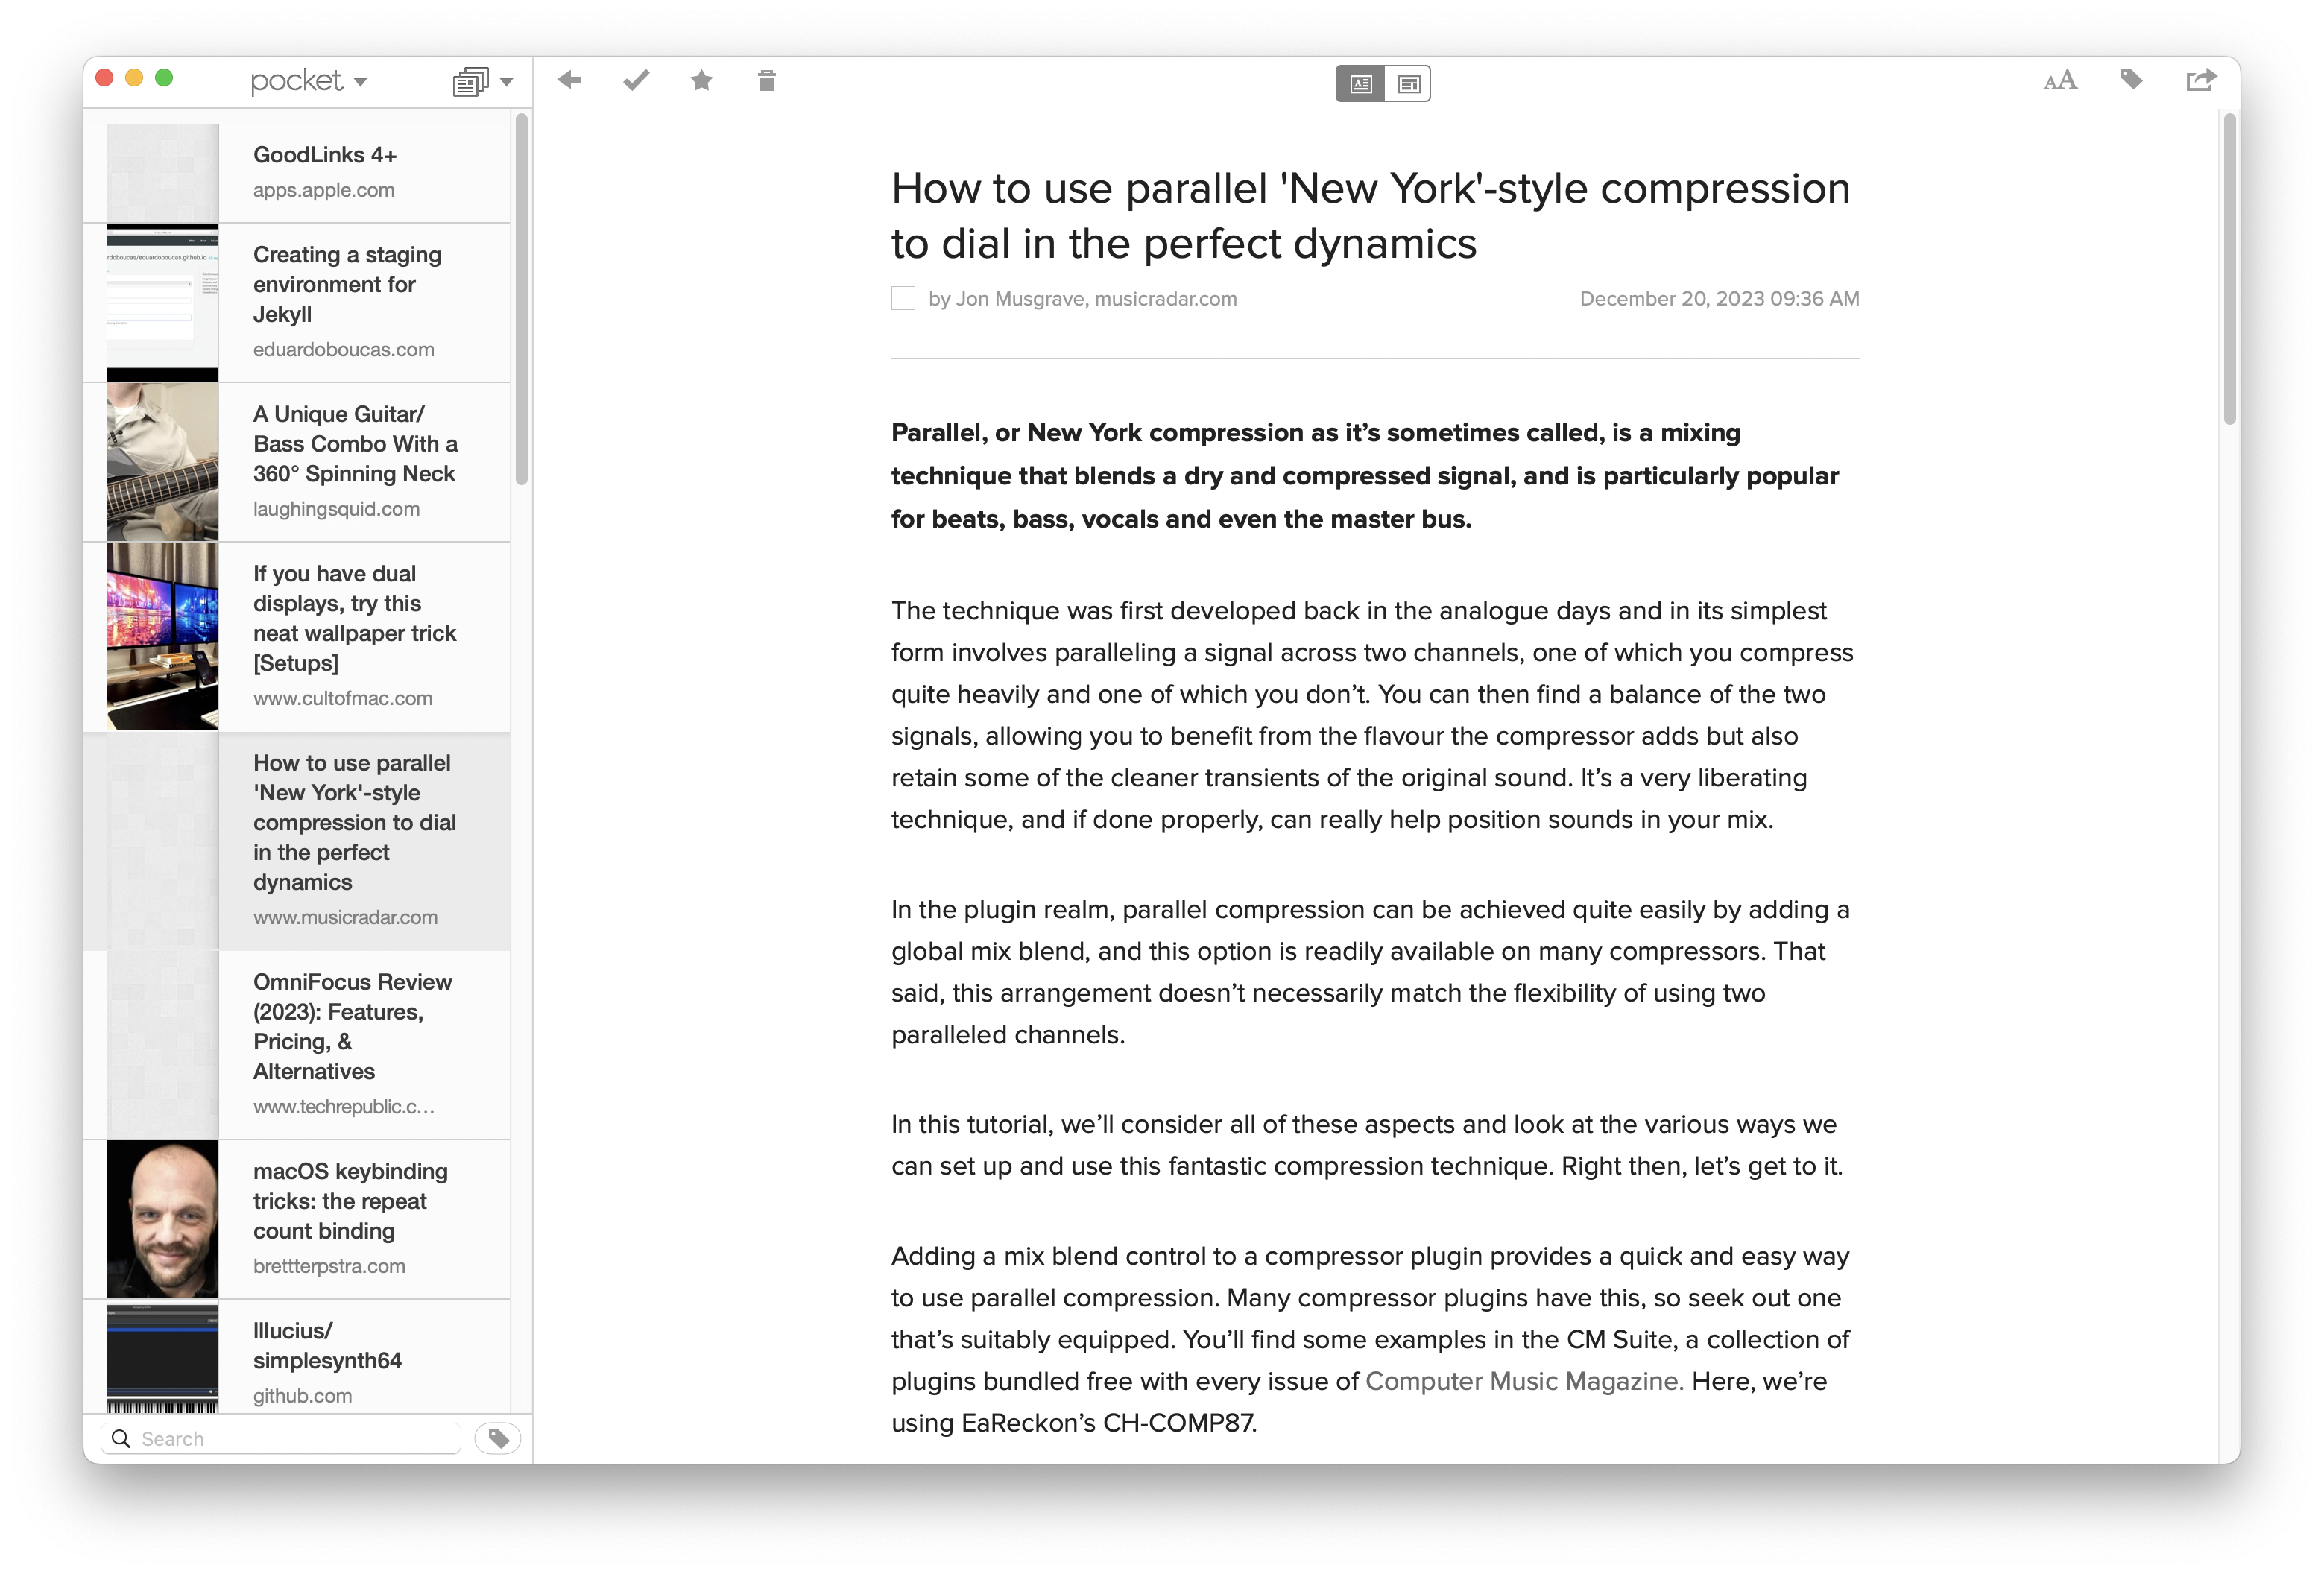 pocket
GoodLinks 4+
apps.apple.com
Creating a staging
environment for
Jekyll
eduardoboucas.com
A Unique Guitar/
Bass Combo With a
360° Spinning Neck
laughingsquid.com
If you have dual
displays, try this
neat wallpaper trick
[Setups]
www.cultofmac.com
How to use parallel
'New York'-style
compression to dial
in the perfect
dynamics
www.musicradar.com
OmniFocus Review
(2023): Features,
Pricing, &
Alternatives
www.techrepublic.c…
macOS keybinding
tricks: the repeat
count binding
brettterpstra.com
Illucius/
simplesynth64
github.com
Search
AA
How to use parallel 'New York'-style compression
to dial in the perfect dynamics
by Jon Musgrave, musicradar.com
December 20, 2023 09:36 AM
Parallel, or New York compression as it’s sometimes called, is a mixing
technique that blends a dry and compressed signal, and is particularly popular
for beats, bass, vocals and even the master bus.
The technique was first developed back in the analogue days and in its simplest
form involves paralleling a signal across two channels, one of which you compress
quite heavily and one of which you don’t. You can then find a balance of the two
signals, allowing you to benefit from the flavour the compressor adds but also
retain some of the cleaner transients of the original sound. It’s a very liberating
technique, and if done properly, can really help position sounds in your mix.
In the plugin realm, parallel compression can be achieved quite easily by adding a
global mix blend, and this option is readily available on many compressors. That
said, this arrangement doesn’t necessarily match the flexibility of using two
paralleled channels.
In this tutorial, we’ll consider all of these aspects and look at the various ways we
can set up and use this fantastic compression technique. Right then, let’s get to it.
Adding a mix blend control to a compressor plugin provides a quick and easy way
to use parallel compression. Many compressor plugins have this, so seek out one
that’s suitably equipped. You’ll find some examples in the CM Suite, a collection of
plugins bundled free with every issue of Computer Music Magazine. Here, we’re
using EaReckon’s CH-COMP87.